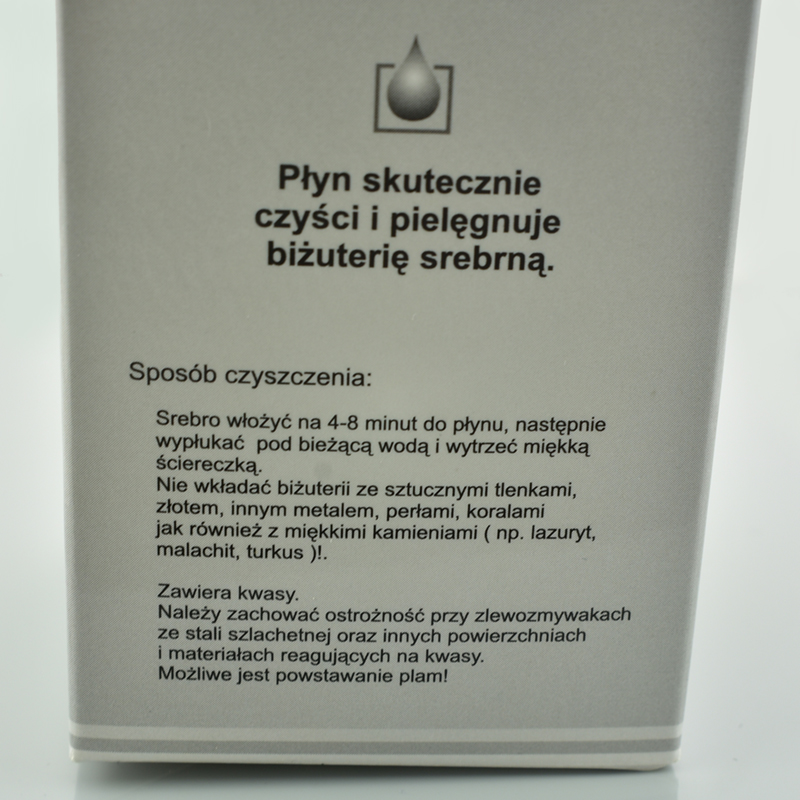 Płyn skutecznie
czyści i pielęgnuje
biżuterię srebrną.
Sposób czyszczenia:
Srebro włożyć na 4-8 minut do płynu, następnie
wypłukać pod bieżącą wodą i wytrzeć miękką
ściereczką.
Nie wkładać biżuterii ze sztucznymi tlenkami,
złotem, innym metalem, perłami, koralami
jak również z miękkimi kamieniami ( np. lazuryt,
malachit, turkus )!.
Zawiera kwasy.
Należy zachować ostrożność przy zlewozmywakach
ze stali szlachetnej oraz innych powierzchniach
i materiałach reagujących na kwasy.
Możliwe jest powstawanie plam!